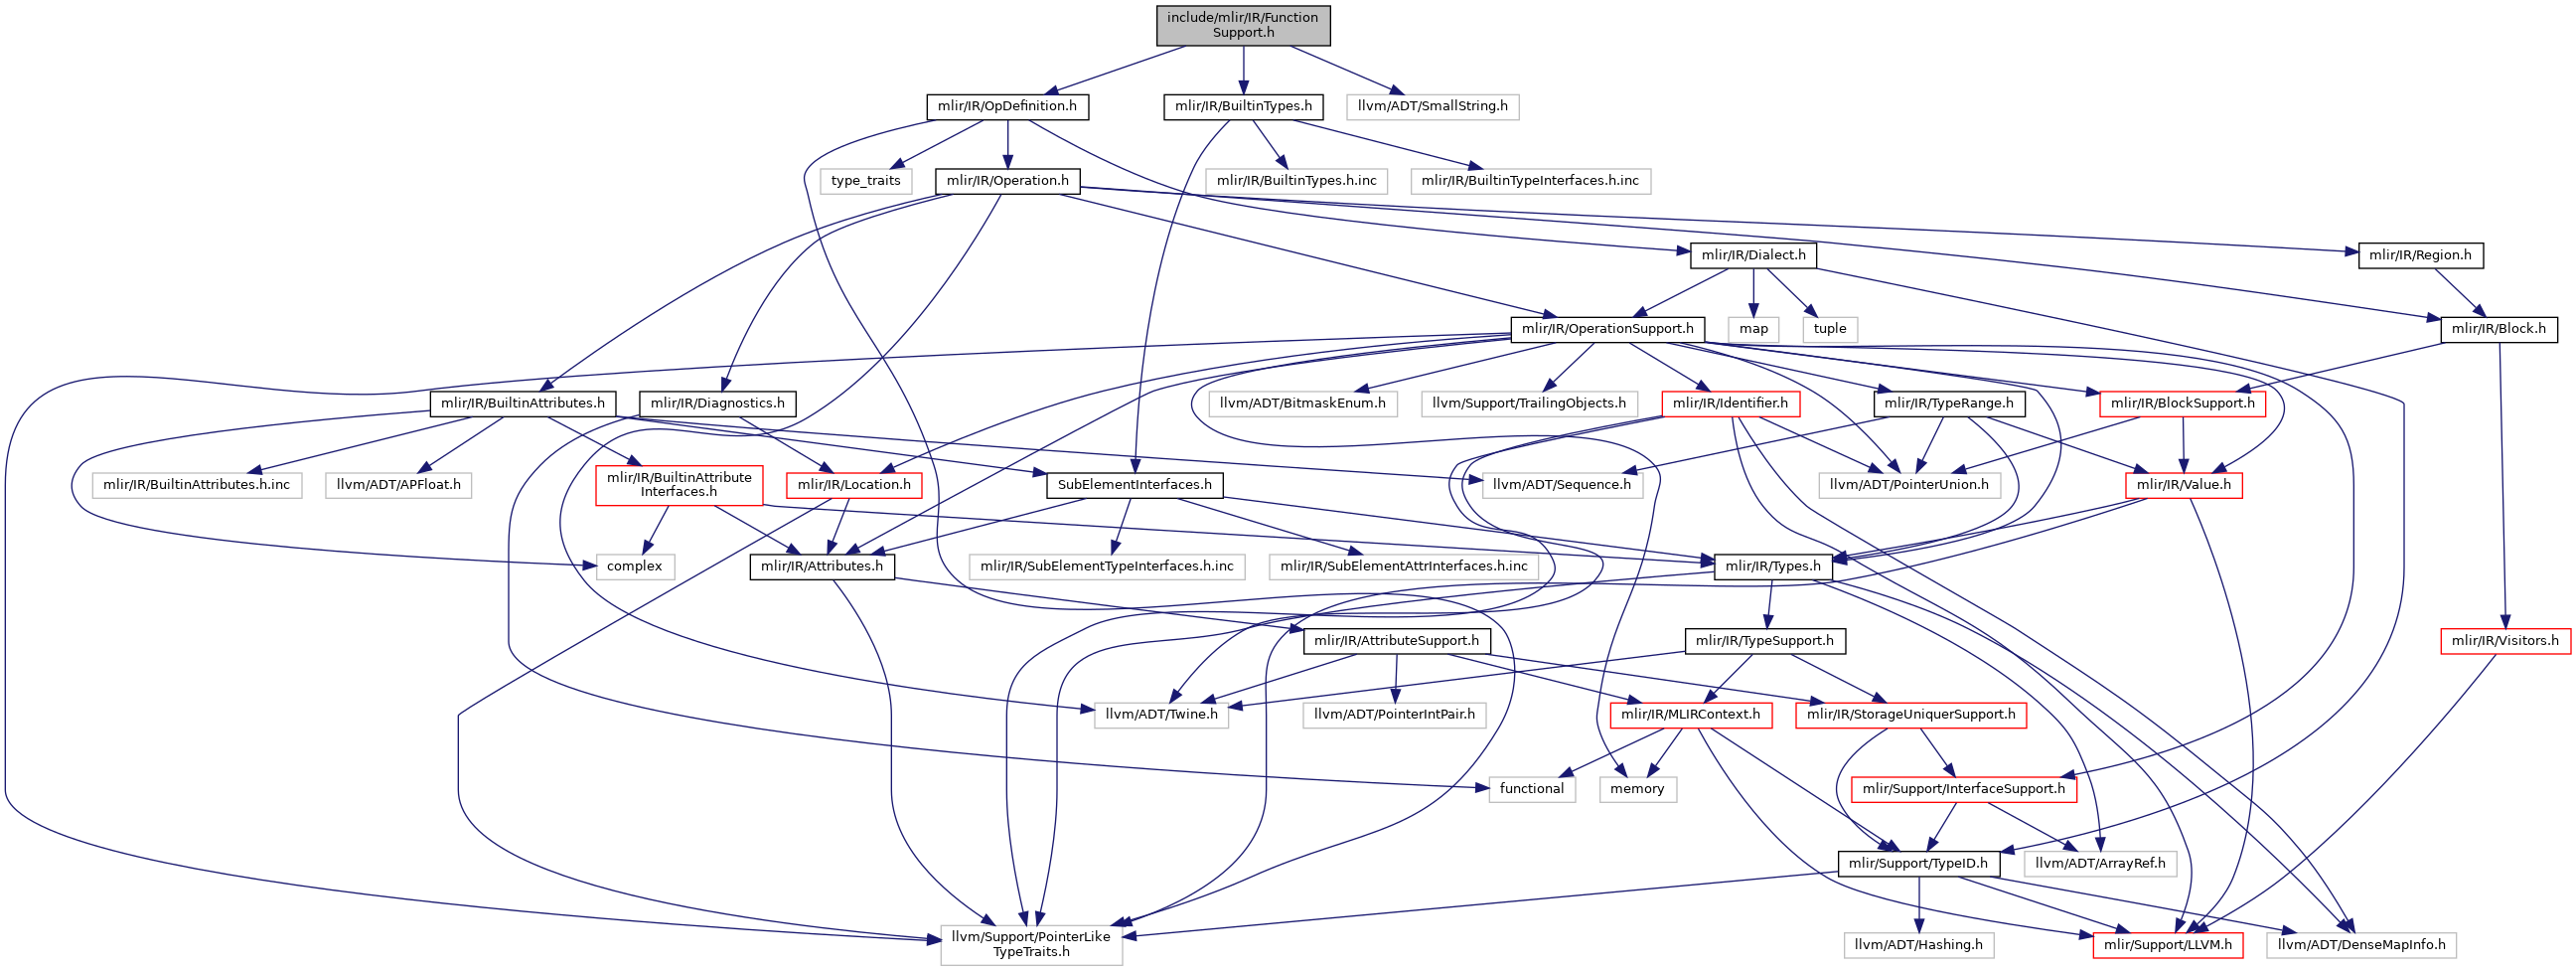 include/mlir/IR/Function
Support.h
mlir/IR/OpDefinition.h
mlir/IR/BuiltinTypes.h
llvm/ADT/SmallString.h
type_traits
mlir/IR/Operation.h
mlir/IR/BuiltinTypes.h.inc
mlir/IR/BuiltinTypeInterfaces.h.inc
mlir/IR/Dialect.h
mlir/IR/Region.h
mlir/IR/OperationSupport.h
map
tuple
mlir/IR/Block.h
mlir/IR/BuiltinAttributes.h
mlir/IR/Diagnostics.h
llvm/ADT/BitmaskEnum.h
llvm/Support/TrailingObjects.h
mlir/IR/Identifier.h
mlir/IR/TypeRange.h
mlir/IR/BlockSupport.h
mlir/IR/BuiltinAttributes.h.inc
llvm/ADT/APFloat.h
mlir/IR/BuiltinAttribute
Interfaces.h
mlir/IR/Location.h
SubElementInterfaces.h
llvm/ADT/Sequence.h
llvm/ADT/PointerUnion.h
mlir/IR/Value.h
complex
mlir/IR/Attributes.h
mlir/IR/SubElementTypeInterfaces.h.inc
mlir/IR/SubElementAttrInterfaces.h.inc
mlir/IR/Types.h
mlir/IR/AttributeSupport.h
mlir/IR/TypeSupport.h
mlir/IR/Visitors.h
llvm/ADT/Twine.h
llvm/ADT/PointerIntPair.h
mlir/IR/MLIRContext.h
mlir/IR/StorageUniquerSupport.h
functional
memory
mlir/Support/InterfaceSupport.h
mlir/Support/TypeID.h
llvm/ADT/ArrayRef.h
llvm/Support/PointerLike
TypeTraits.h
llvm/ADT/Hashing.h
mlir/Support/LLVM.h
llvm/ADT/DenseMapInfo.h